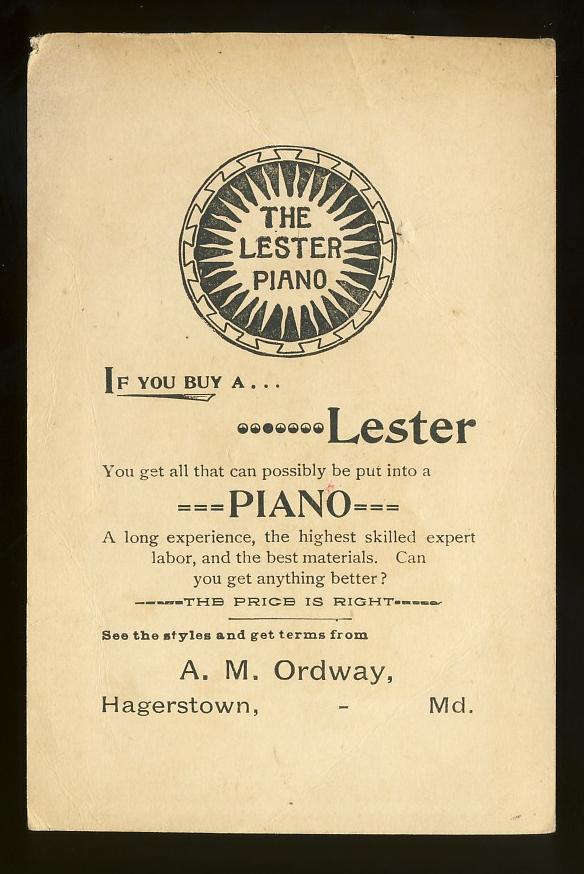 THE
LESTER
PIANO
IF YOU BUY A...
Lester
You get all that can possibly be put into a
===PIANO===
A long experience, the highest skilled expert
labor, and the best materials. Can
you get anything better?
THE PRICE IS RIGHT
See the styles and get terms from
A. M. Ordway,
Hagerstown, - Md.